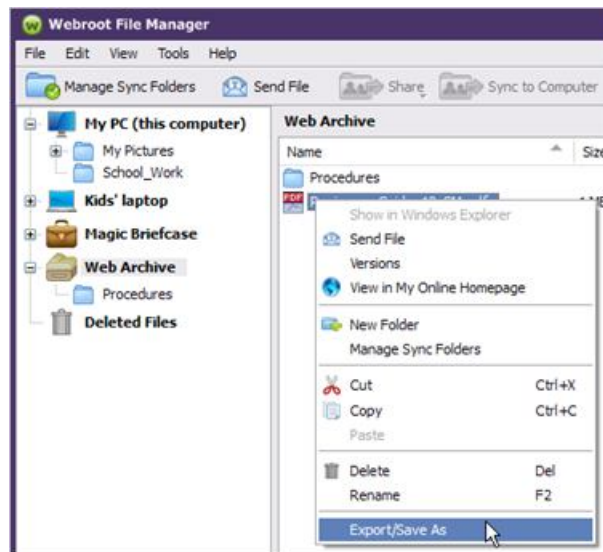 Webroot File Manager
File Edit View Tools Help
Manage Sync Folders Send File Share Sync to Computer
My PC (this computer)
My Pictures
School_Work
Kids' laptop
Magic Briefcase
Web Archive
Procedures
Deleted Files
Web Archive
Name Size
Procedures
PDF
Show in Windows Explorer
Send File
Versions
View in My Online Homepage
New Folder
Manage Sync Folders
Cut Ctrl+X
Copy Ctrl+C
Paste
Delete Del
Rename F2
Export/Save As